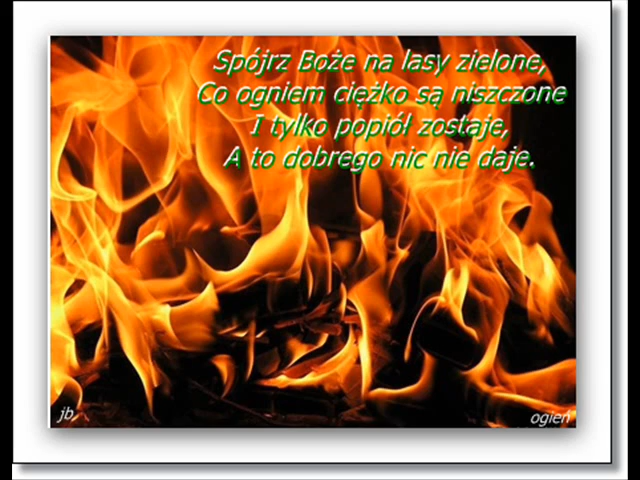 Spójrz Boże na lasy zielone,
Co ogniem ciężko są niszczone
I tylko popiół zostaje,
A to dobrego nic nie daje.
jb
ogień